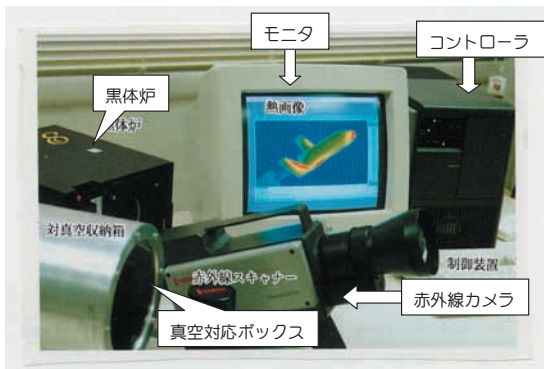 モニタ
コントローラ
黒体炉
体炉
熱画像
対真空収納箱
赤外線スキャナー
制御装置
赤外線カメラ
真空対応ボックス